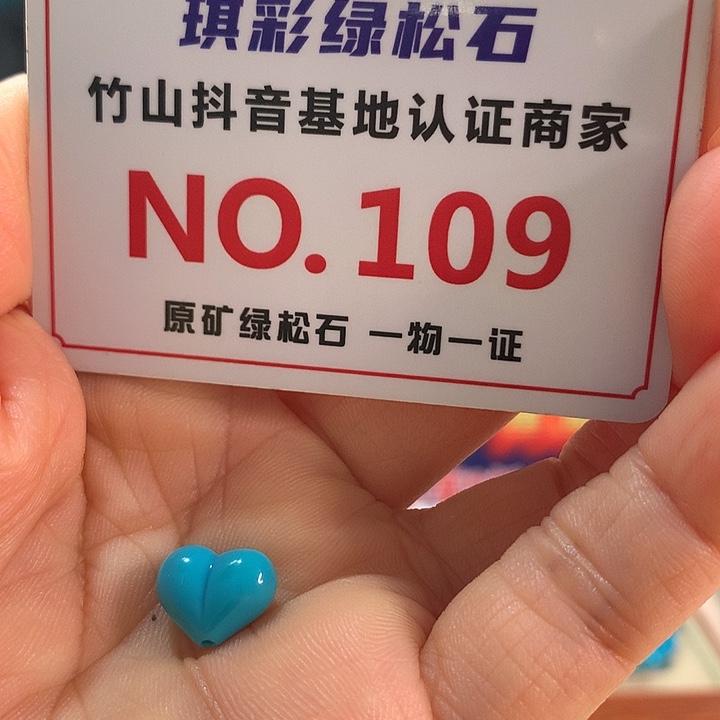 琪彩绿松石
竹山抖音基地认证商家
NO. 109
原矿绿松石 一物一证